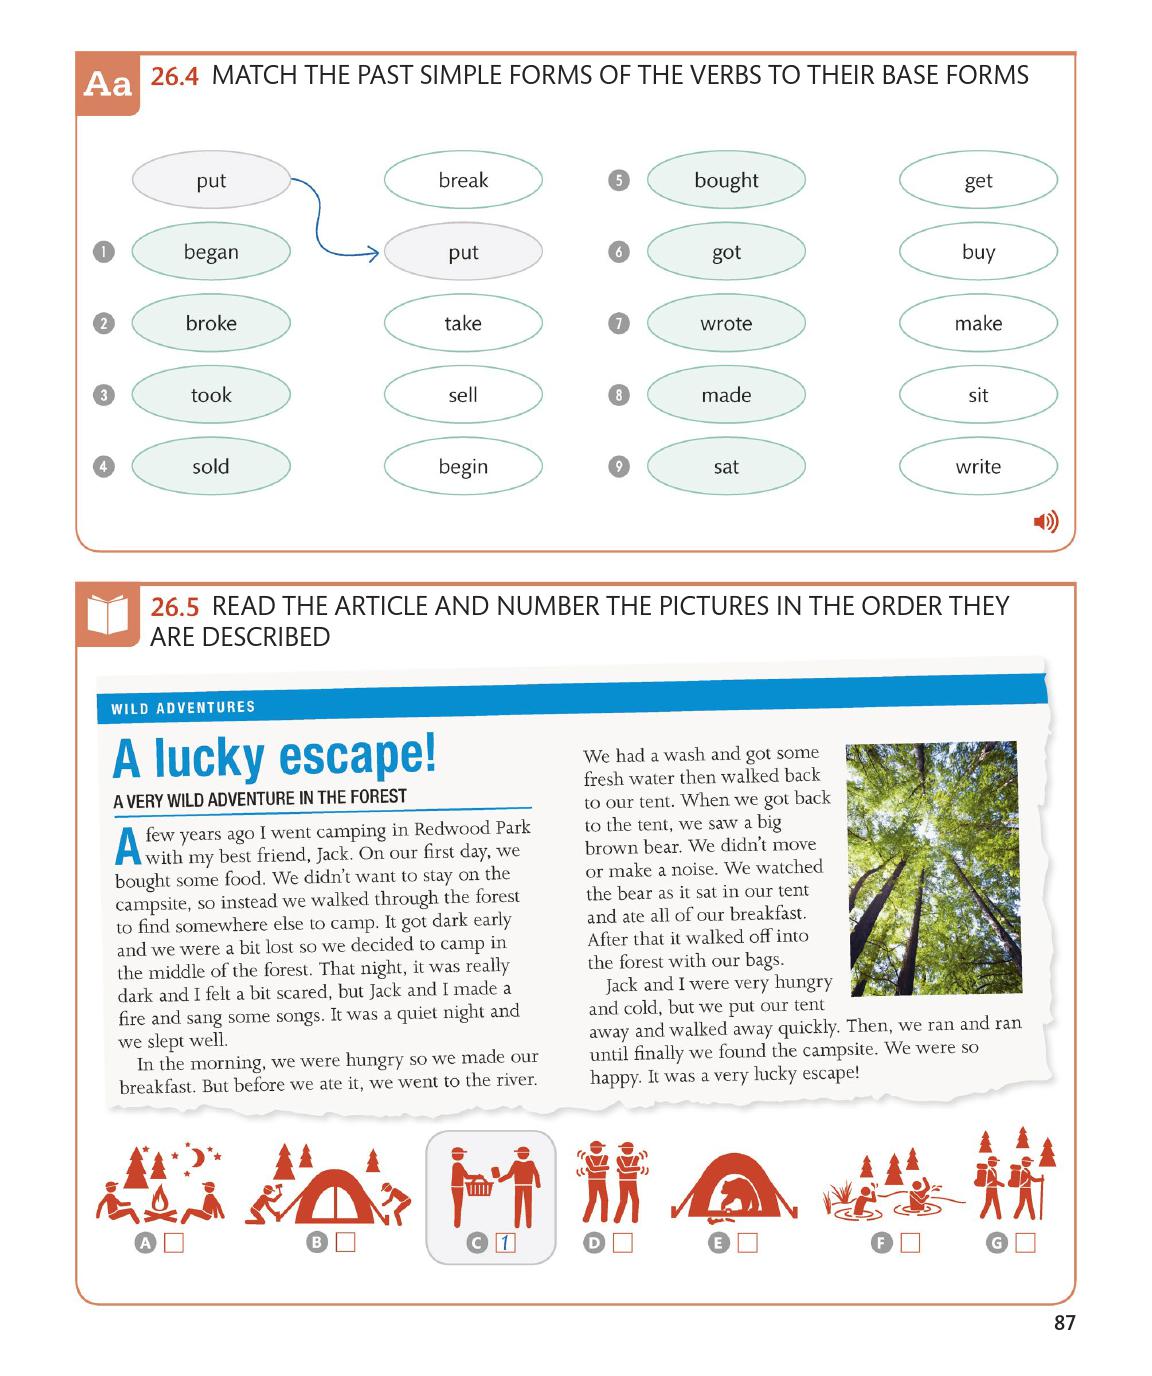 Aa
26.4 MATCH THE PAST SIMPLE FORMS OF THE VERBS TO THEIR BASE FORMS
put
break
1 began
put
2 broke
take
3 took
sell
4 sold
begin
5 bought
get
6 got
buy
7 wrote
make
8 made
sit
9 sat
write
26.5 READ THE ARTICLE AND NUMBER THE PICTURES IN THE ORDER THEY
ARE DESCRIBED
WILD ADVENTURES
A lucky escape!
A VERY WILD ADVENTURE IN THE FOREST
A few years ago I went camping in Redwood Park
with my best friend, Jack. On our first day, we
bought some food. We didn't want to stay on the
campsite, so instead we walked through the forest
to find somewhere else to camp. It got dark early
and we were a bit lost so we decided to camp in
the middle of the forest. That night, it was really
dark and I felt a bit scared, but Jack and I made a
fire and sang some songs. It was a quiet night and
we slept well.
In the morning, we were hungry so we made our
breakfast. But before we ate it, we went to the river.
We had a wash and got some
fresh water then walked back
to our tent. When we got back
to the tent, we saw a big
brown bear. We didn't move
or make a noise. We watched
the bear as it sat in our tent
and ate all of our breakfast.
After that it walked off into
the forest with our bags.
Jack and I were very hungry
and cold, but we put our tent
away and walked away quickly. Then, we ran and ran
until finally we found the campsite. We were so
happy. It was a very lucky escape!
A
B
C 1
D
E
F
G
87